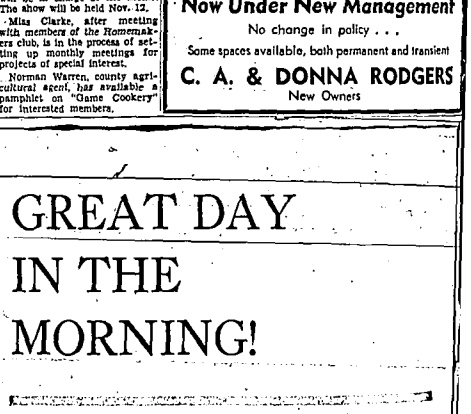 The show will be held Nov. 12.
Miss Clarke, after meeting
with members of the Homemak-
ers club, is in the process of set-
ting up monthly meetings for
projects of special interest.
Norman Warren, county agri-
cultural agent, has available a
pamphlet on "Game Cookery"
for interested members.
Now Under New Management
No change in policy . . .
Some spaces available, both permanent and transient
C. A. & DONNA RODGERS
New Owners
GREAT DAY
IN THE
MORNING!